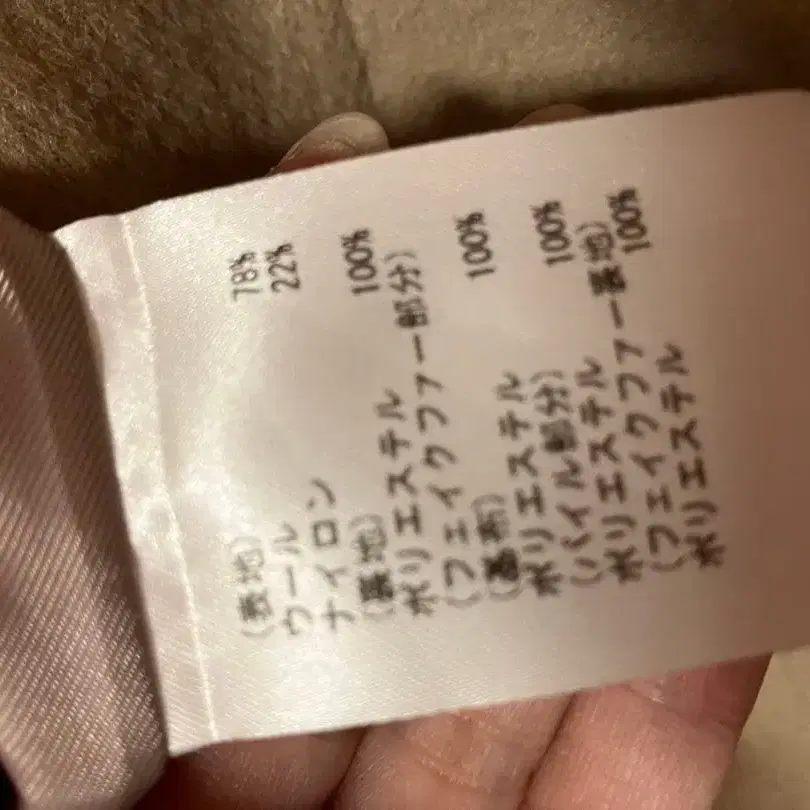 (表地)
ウール 78%
ナイロン 22%
(裏地)
ポリエステル 100%
(フェイクファー部分)
(基布)
ポリエステル 100%
(パイル部分)
ポリエステル 100%
(フェイクファー裏地)
ポリエステル 100%